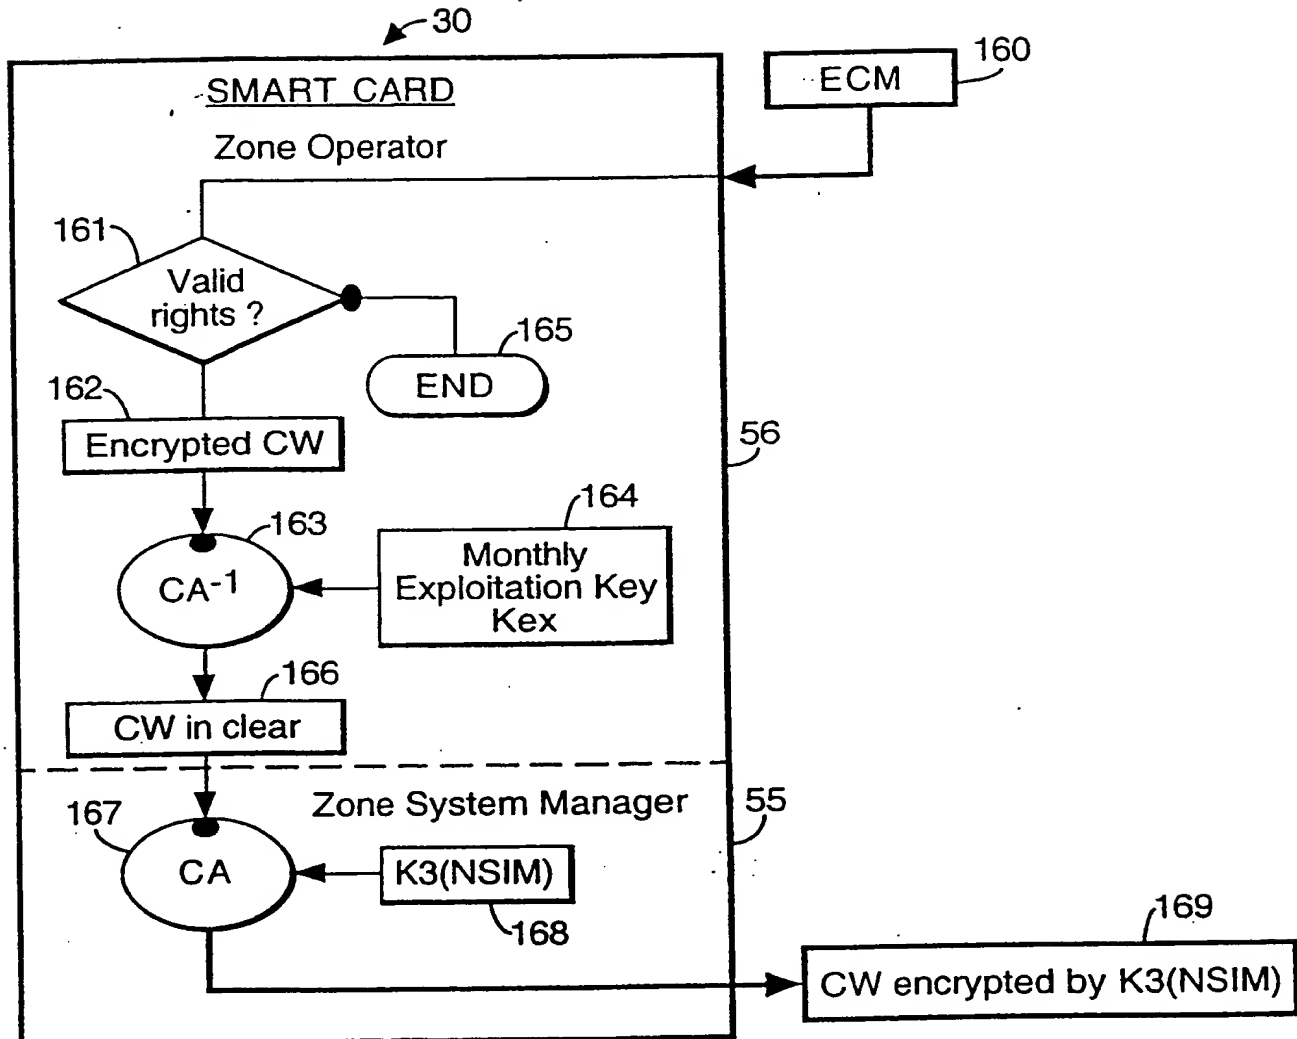 30
SMART CARD
ECM
160
Zone Operator
161
Valid
rights ?
165
END
162
Encrypted CW
56
163
164
CA-1
Monthly
Exploitation Key
Kex
166
CW in clear
Zone System Manager
55
167
CA
K3(NSIM)
168
169
CW encrypted by K3(NSIM)